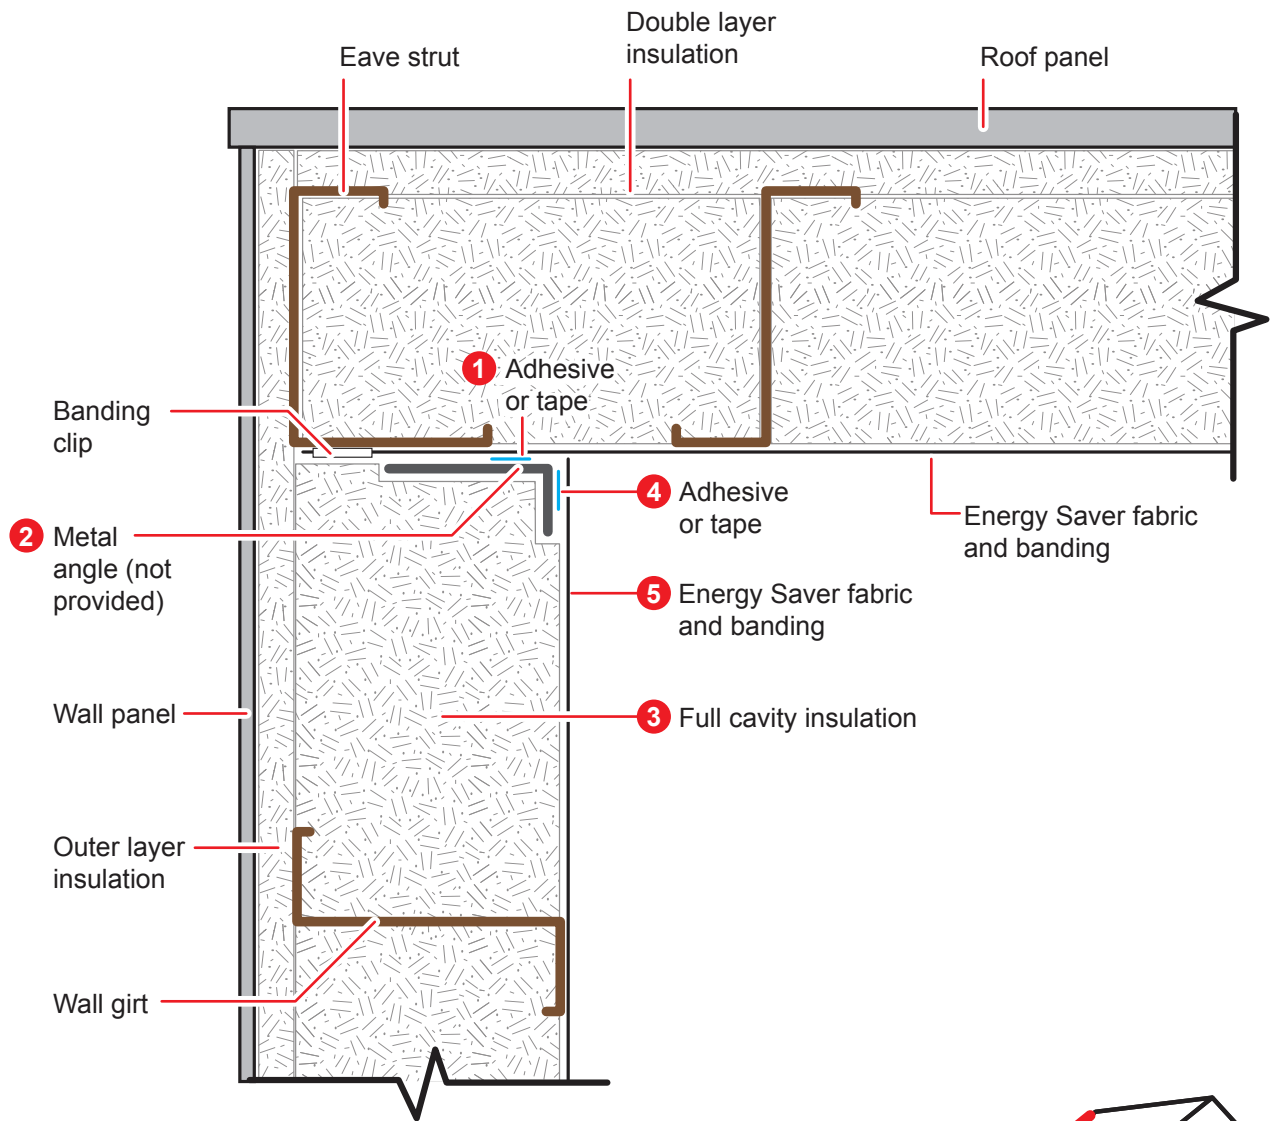 Double layer
insulation
Eave strut
Roof panel
1 Adhesive
or tape
Banding
clip
4 Adhesive
or tape
Energy Saver fabric
and banding
2 Metal
angle (not
provided)
5 Energy Saver fabric
and banding
Wall panel
3 Full cavity insulation
Outer layer
insulation
Wall girt